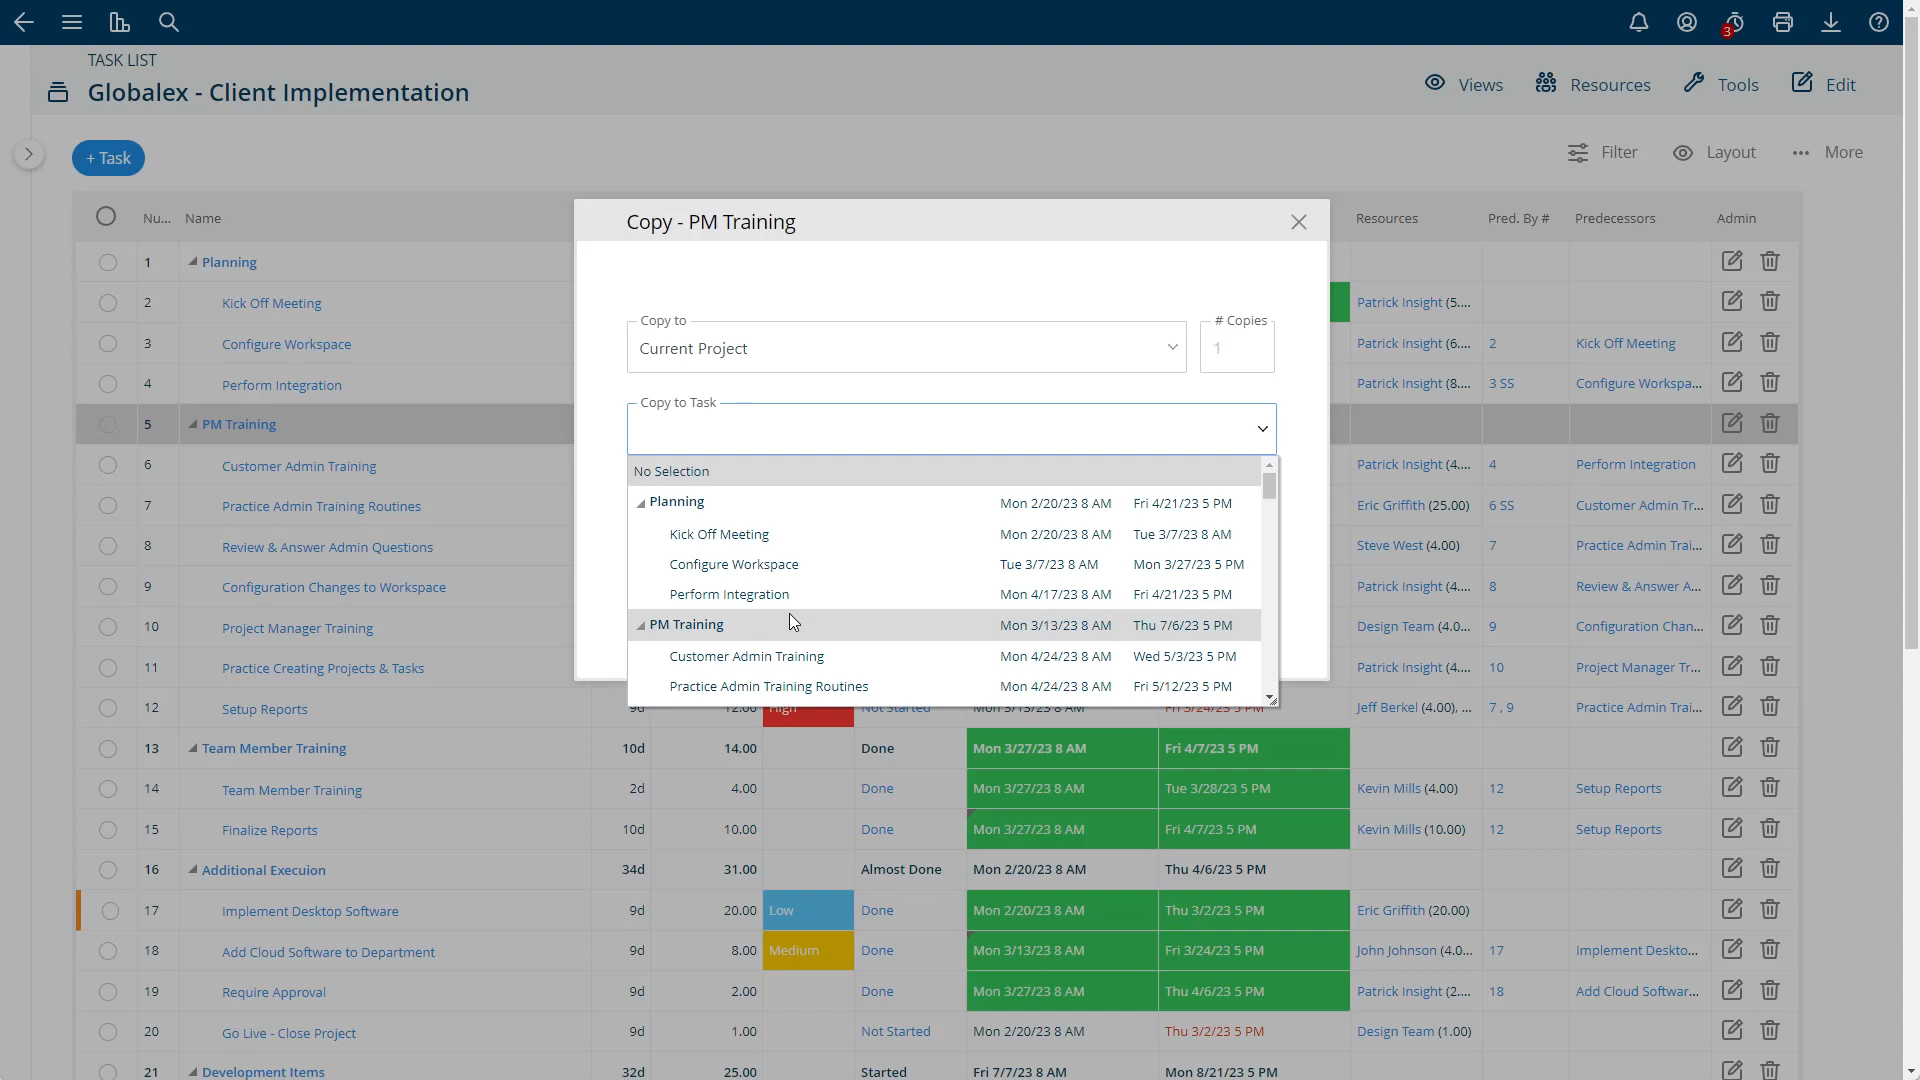 3
TASK LIST
Globalex - Client Implementation
Views Resources Tools Edit
+ Task
Filter Layout More
Nu... Name Resources Pred. By # Predecessors Admin
Copy - PM Training
Copy to
Current Project
# Copies
1
Copy to Task
No Selection
Planning Mon 2/20/23 8 AM Fri 4/21/23 5 PM
Kick Off Meeting Mon 2/20/23 8 AM Tue 3/7/23 8 AM
Configure Workspace Tue 3/7/23 8 AM Mon 3/27/23 5 PM
Perform Integration Mon 4/17/23 8 AM Fri 4/21/23 5 PM
PM Training Mon 3/13/23 8 AM Thu 7/6/23 5 PM
Customer Admin Training Mon 4/24/23 8 AM Wed 5/3/23 5 PM
Practice Admin Training Routines Mon 4/24/23 8 AM Fri 5/12/23 5 PM
1 Planning
2 Kick Off Meeting Patrick Insight (5....
3 Configure Workspace Patrick Insight (6.... 2 Kick Off Meeting
4 Perform Integration Patrick Insight (8.... 3 SS Configure Workspa...
5 PM Training
6 Customer Admin Training Patrick Insight (4.... 4 Perform Integration
7 Practice Admin Training Routines Eric Griffith (25.00) 6 SS Customer Admin Tr...
8 Review & Answer Admin Questions Steve West (4.00) 7 Practice Admin Trai...
9 Configuration Changes to Workspace Patrick Insight (4.... 8 Review & Answer A...
10 Project Manager Training Design Team (4.0... 9 Configuration Chan...
11 Practice Creating Projects & Tasks Patrick Insight (4.... 10 Project Manager Tr...
12 Setup Reports 9d 12.00 High Not Started Mon 3/13/23 8 AM Fri 3/24/23 5 PM Jeff Berkel (4.00), ... 7 , 9 Practice Admin Trai...
13 Team Member Training 10d 14.00 Done Mon 3/27/23 8 AM Fri 4/7/23 5 PM
14 Team Member Training 2d 4.00 Done Mon 3/27/23 8 AM Tue 3/28/23 5 PM Kevin Mills (4.00) 12 Setup Reports
15 Finalize Reports 10d 10.00 Done Mon 3/27/23 8 AM Fri 4/7/23 5 PM Kevin Mills (10.00) 12 Setup Reports
16 Additional Execuion 34d 31.00 Almost Done Mon 2/20/23 8 AM Thu 4/6/23 5 PM
17 Implement Desktop Software 9d 20.00 Low Done Mon 2/20/23 8 AM Thu 3/2/23 5 PM Eric Griffith (20.00)
18 Add Cloud Software to Department 9d 8.00 Medium Done Mon 3/13/23 8 AM Fri 3/24/23 5 PM John Johnson (4.0... 17 Implement Deskto...
19 Require Approval 9d 2.00 Done Mon 3/27/23 8 AM Thu 4/6/23 5 PM Patrick Insight (2.... 18 Add Cloud Softwar...
20 Go Live - Close Project 9d 1.00 Not Started Mon 2/20/23 8 AM Thu 3/2/23 5 PM Design Team (1.00)
21 Development Items 32d 25.00 Started Fri 7/7/23 8 AM Mon 8/21/23 5 PM